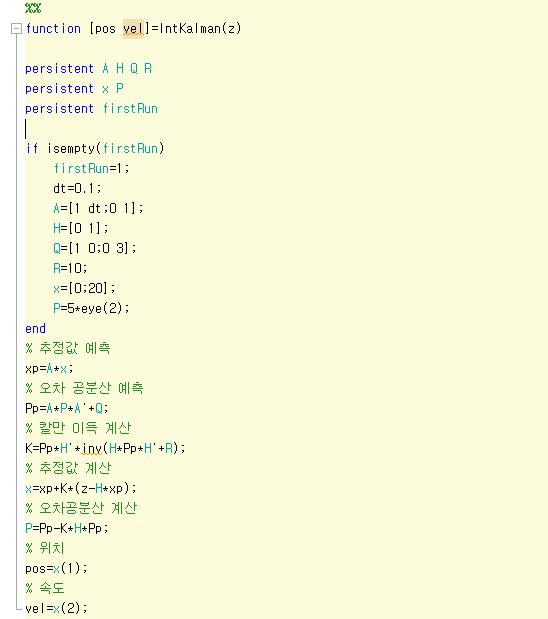 %%
function [pos vel]=IntKalman(z)
persistent A H Q R
persistent x P
persistent firstRun
if isempty(firstRun)
firstRun=1;
dt=0.1;
A=[1 dt;0 1];
H=[0 1];
Q=[1 0;0 3];
R=10;
x=[0;20];
P=5*eye(2);
end
% 추정값 예측
xp=A*x;
% 오차 공분산 예측
Pp=A*P*A'+Q;
% 칼만 이득 계산
K=Pp*H'*inv(H*Pp*H'+R);
% 추정값 계산
x=xp+K*(z-H*xp);
% 오차공분산 계산
P=Pp-K*H*Pp;
% 위치
pos=x(1);
% 속도
vel=x(2);